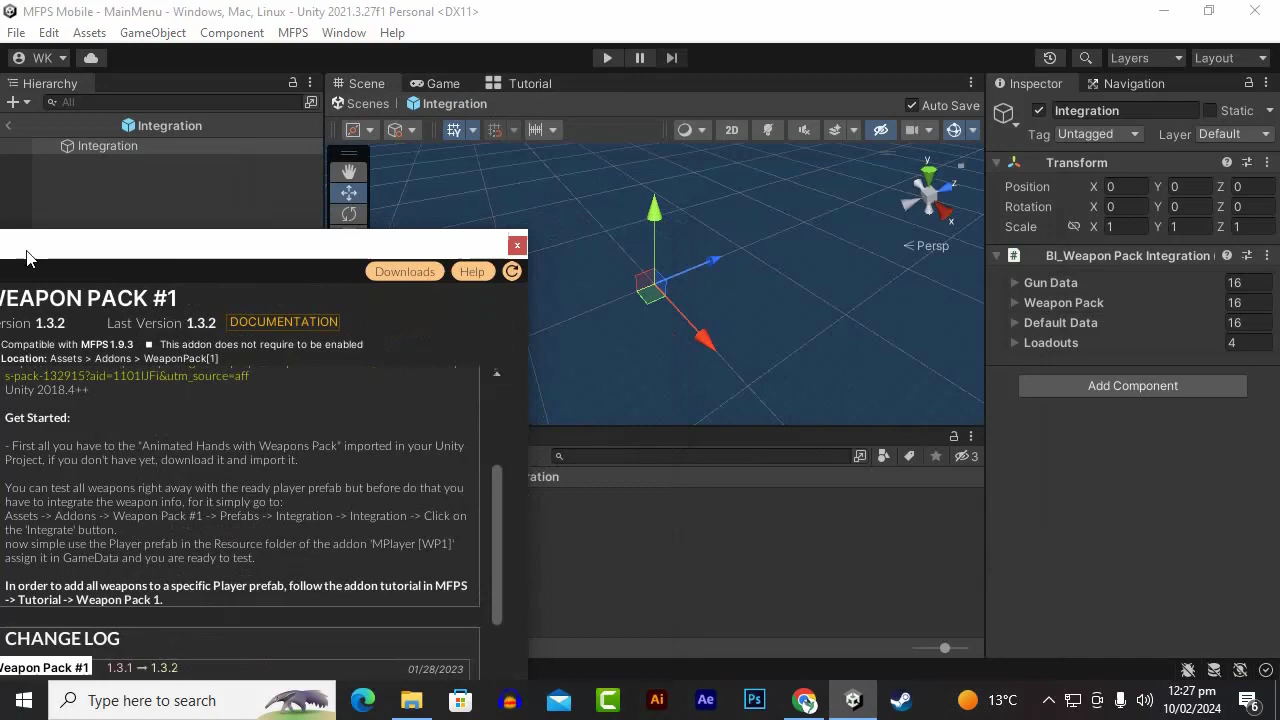 MFPS Mobile - MainMenu - Windows, Mac, Linux - Unity 2021.3.27f1 Personal <DX11>
File Edit Assets GameObject Component MFPS Window Help
WK Layers Layout
Hierarchy Scene Game Tutorial Inspector Navigation
All Scenes Integration Integration Static
Integration Auto Save
Tag Untagged Layer Default
2D
Integration
Transform
Position X 0 Y 0 Z 0
Rotation X 0 Y 0 Z 0
Scale X 1 Y 1 Z 1
y
z
x
Persp
Bl_Weapon Pack Integration (
Gun Data 16
Weapon Pack 16
Default Data 16
Loadouts 4
Add Component
x
Downloads Help
WEAPON PACK #1
ersion 1.3.2 Last Version 1.3.2 DOCUMENTATION
Compatible with MFPS 1.9.3 This addon does not require to be enabled
Location: Assets > Addons > WeaponPack[1]
s-pack-132915?aid=1101lJFi&utm_source=aff
Unity 2018.4++
Get Started:
- First all you have to the "Animated Hands with Weapons Pack" imported in your Unity
Project, if you don't have yet, download it and import it.
You can test all weapons right away with the ready player prefab but before do that you
have to integrate the weapon info, for it simply go to:
Assets -> Addons -> Weapon Pack #1 -> Prefabs -> Integration -> Integration -> Click on
the 'Integrate' button.
now simple use the Player prefab in the Resource folder of the addon 'MPlayer [WP1]'
assign it in GameData and you are ready to test.
In order to add all weapons to a specific Player prefab, follow the addon tutorial in MFPS
-> Tutorial -> Weapon Pack 1.
CHANGE LOG
Weapon Pack #1 1.3.1 → 1.3.2 01/28/2023
3
ration
Type here to search
Ai Ae Ps
13°C
12:27 pm
10/02/2024
6